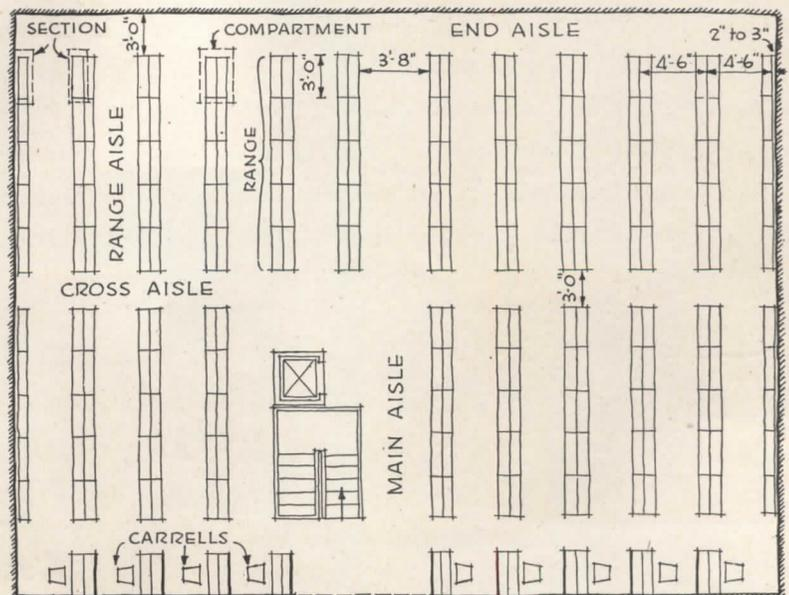 SECTION
3'-0"
COMPARTMENT
END AISLE
2" to 3"
3'-0"
3'-8"
4'-6"
4'-6"
RANGE AISLE
RANGE
CROSS AISLE
3'-0"
MAIN AISLE
CARRELLS